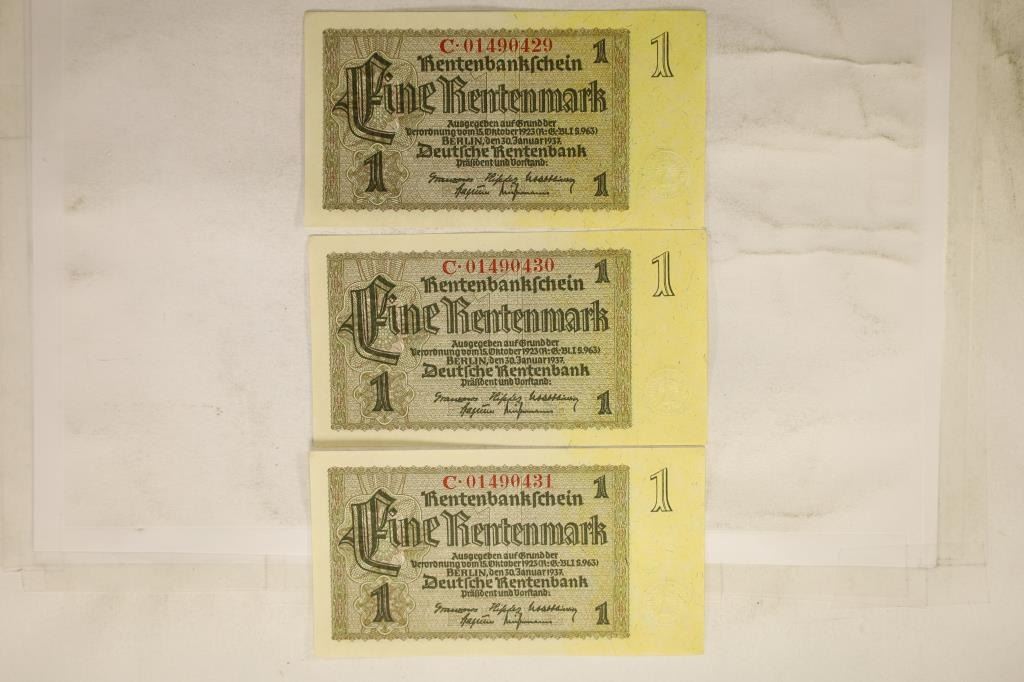 C·01490429
1
1
Rentenbankschein
Eine Rentenmark
Ausgegeben auf Grund der
Verordnung vom 15. Oktober 1923 (R.-G.-Bl. I S. 963)
BERLIN, den 30. Januar 1937.
Deutsche Rentenbank
Präsident und Vorstand:
1
1
C·01490430
1
1
Rentenbankschein
Eine Rentenmark
Ausgegeben auf Grund der
Verordnung vom 15. Oktober 1923 (R.-G.-Bl. I S. 963)
BERLIN, den 30. Januar 1937.
Deutsche Rentenbank
Präsident und Vorstand:
1
1
C·01490431
1
1
Rentenbankschein
Eine Rentenmark
Ausgegeben auf Grund der
Verordnung vom 15. Oktober 1923 (R.-G.-Bl. I S. 963)
BERLIN, den 30. Januar 1937.
Deutsche Rentenbank
Präsident und Vorstand:
1
1